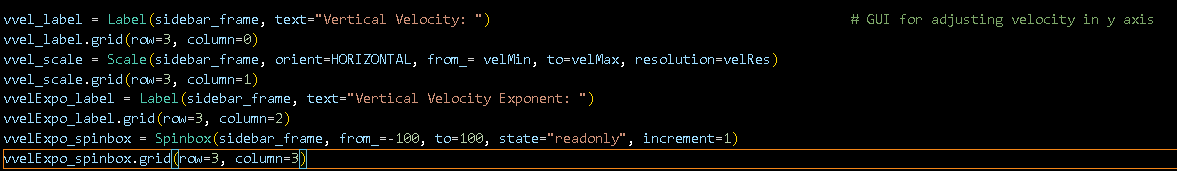 vvel_label = Label(sidebar_frame, text="Vertical Velocity: ") # GUI for adjusting velocity in y axis
vvel_label.grid(row=3, column=0)
vvel_scale = Scale(sidebar_frame, orient=HORIZONTAL, from_= velMin, to=velMax, resolution=velRes)
vvel_scale.grid(row=3, column=1)
vvelExpo_label = Label(sidebar_frame, text="Vertical Velocity Exponent: ")
vvelExpo_label.grid(row=3, column=2)
vvelExpo_spinbox = Spinbox(sidebar_frame, from_=-100, to=100, state="readonly", increment=1)
vvelExpo_spinbox.grid(row=3, column=3)